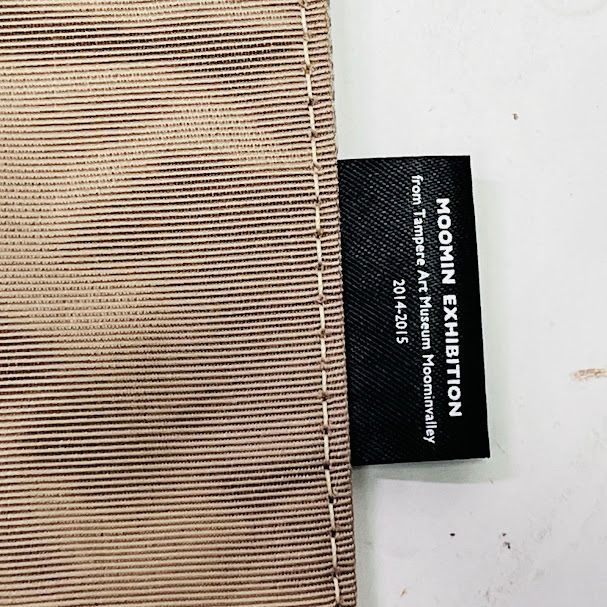 MOOMIN EXHIBITION
from Tampere Art Museum Moominvalley
2014-2015